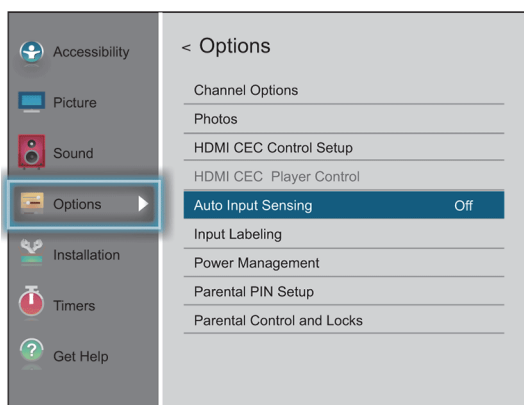 Accessibility
Picture
Sound
Options
Installation
Timers
Get Help
< Options
Channel Options
Photos
HDMI CEC Control Setup
HDMI CEC Player Control
Auto Input Sensing Off
Input Labeling
Power Management
Parental PIN Setup
Parental Control and Locks